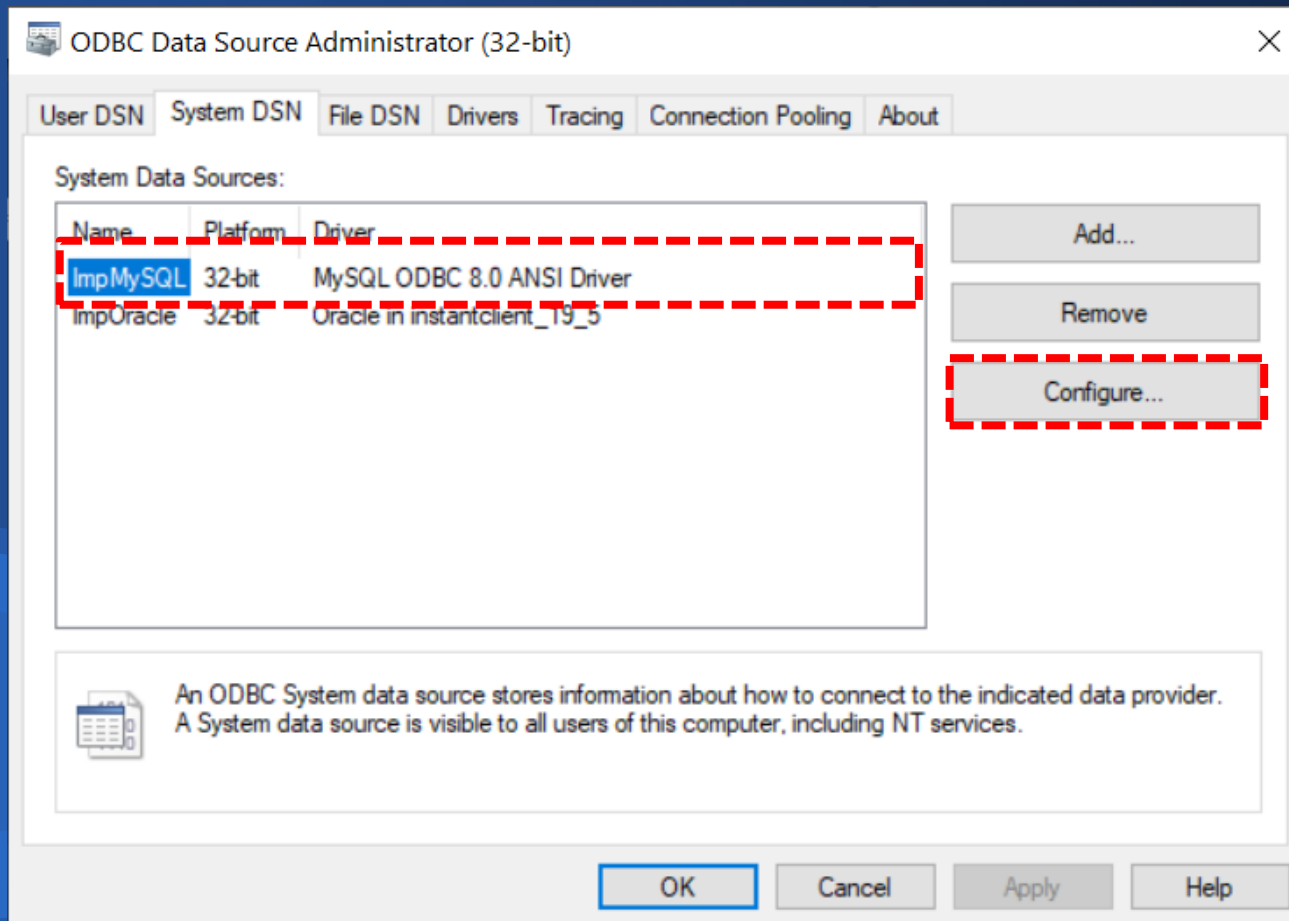 ODBC Data Source Administrator (32-bit)
User DSN System DSN File DSN Drivers Tracing Connection Pooling About
System Data Sources:
Name Platform Driver
ImpMySQL 32-bit MySQL ODBC 8.0 ANSI Driver
ImpOracle 32-bit Oracle in instantclient_19_5
Add...
Remove
Configure...
An ODBC System data source stores information about how to connect to the indicated data provider.
A System data source is visible to all users of this computer, including NT services.
OK Cancel Apply Help